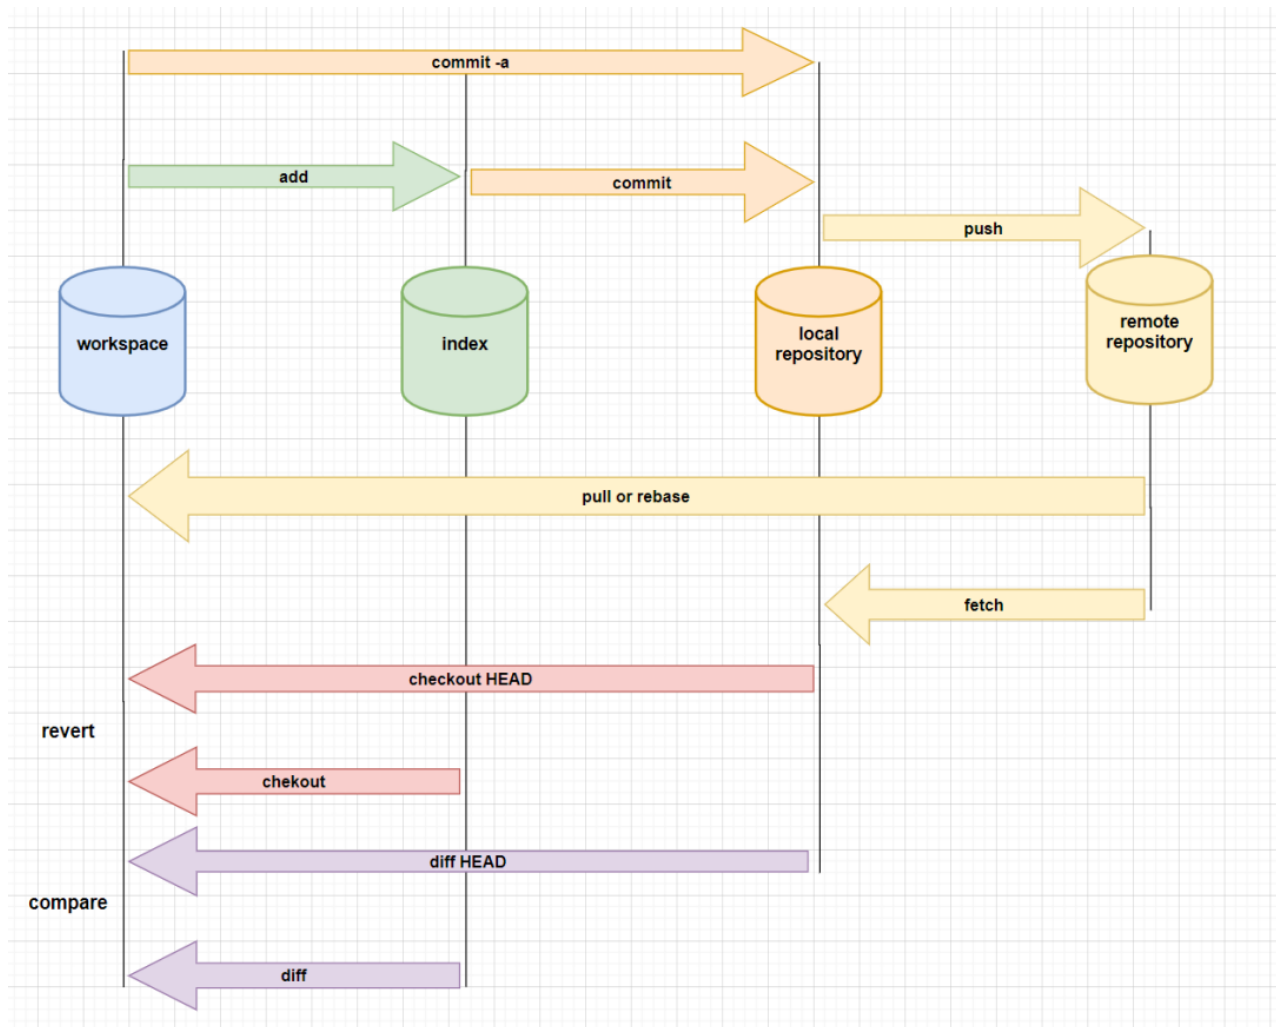 commit -a
add
commit
push
workspace
index
local
repository
remote
repository
pull or rebase
fetch
checkout HEAD
revert
chekout
diff HEAD
compare
diff